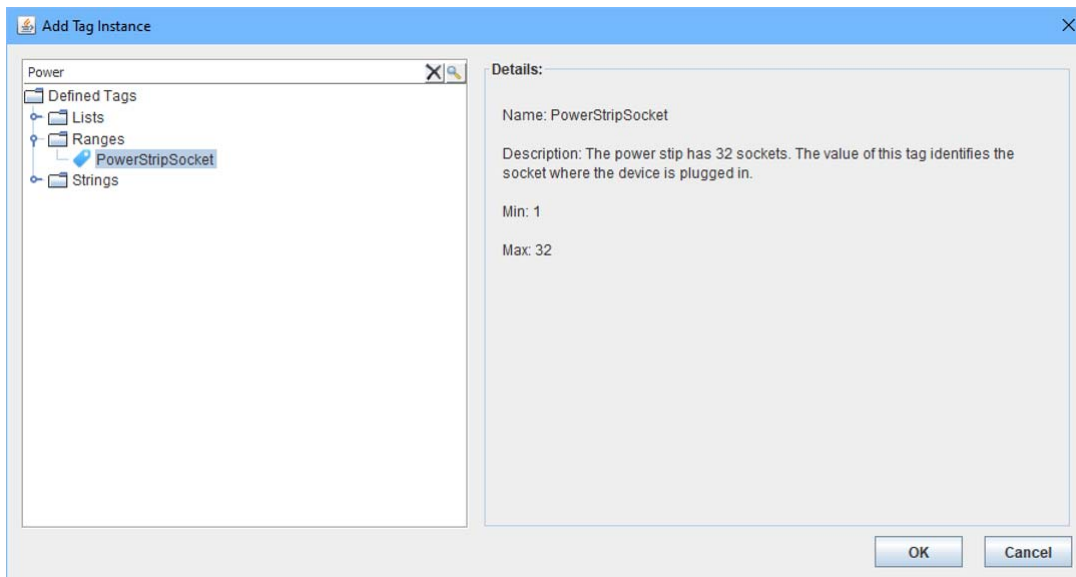 Add Tag Instance
Power
Defined Tags
Lists
Ranges
PowerStripSocket
Strings
Details:
Name: PowerStripSocket
Description: The power stip has 32 sockets. The value of this tag identifies the
socket where the device is plugged in.
Min: 1
Max: 32
OK
Cancel